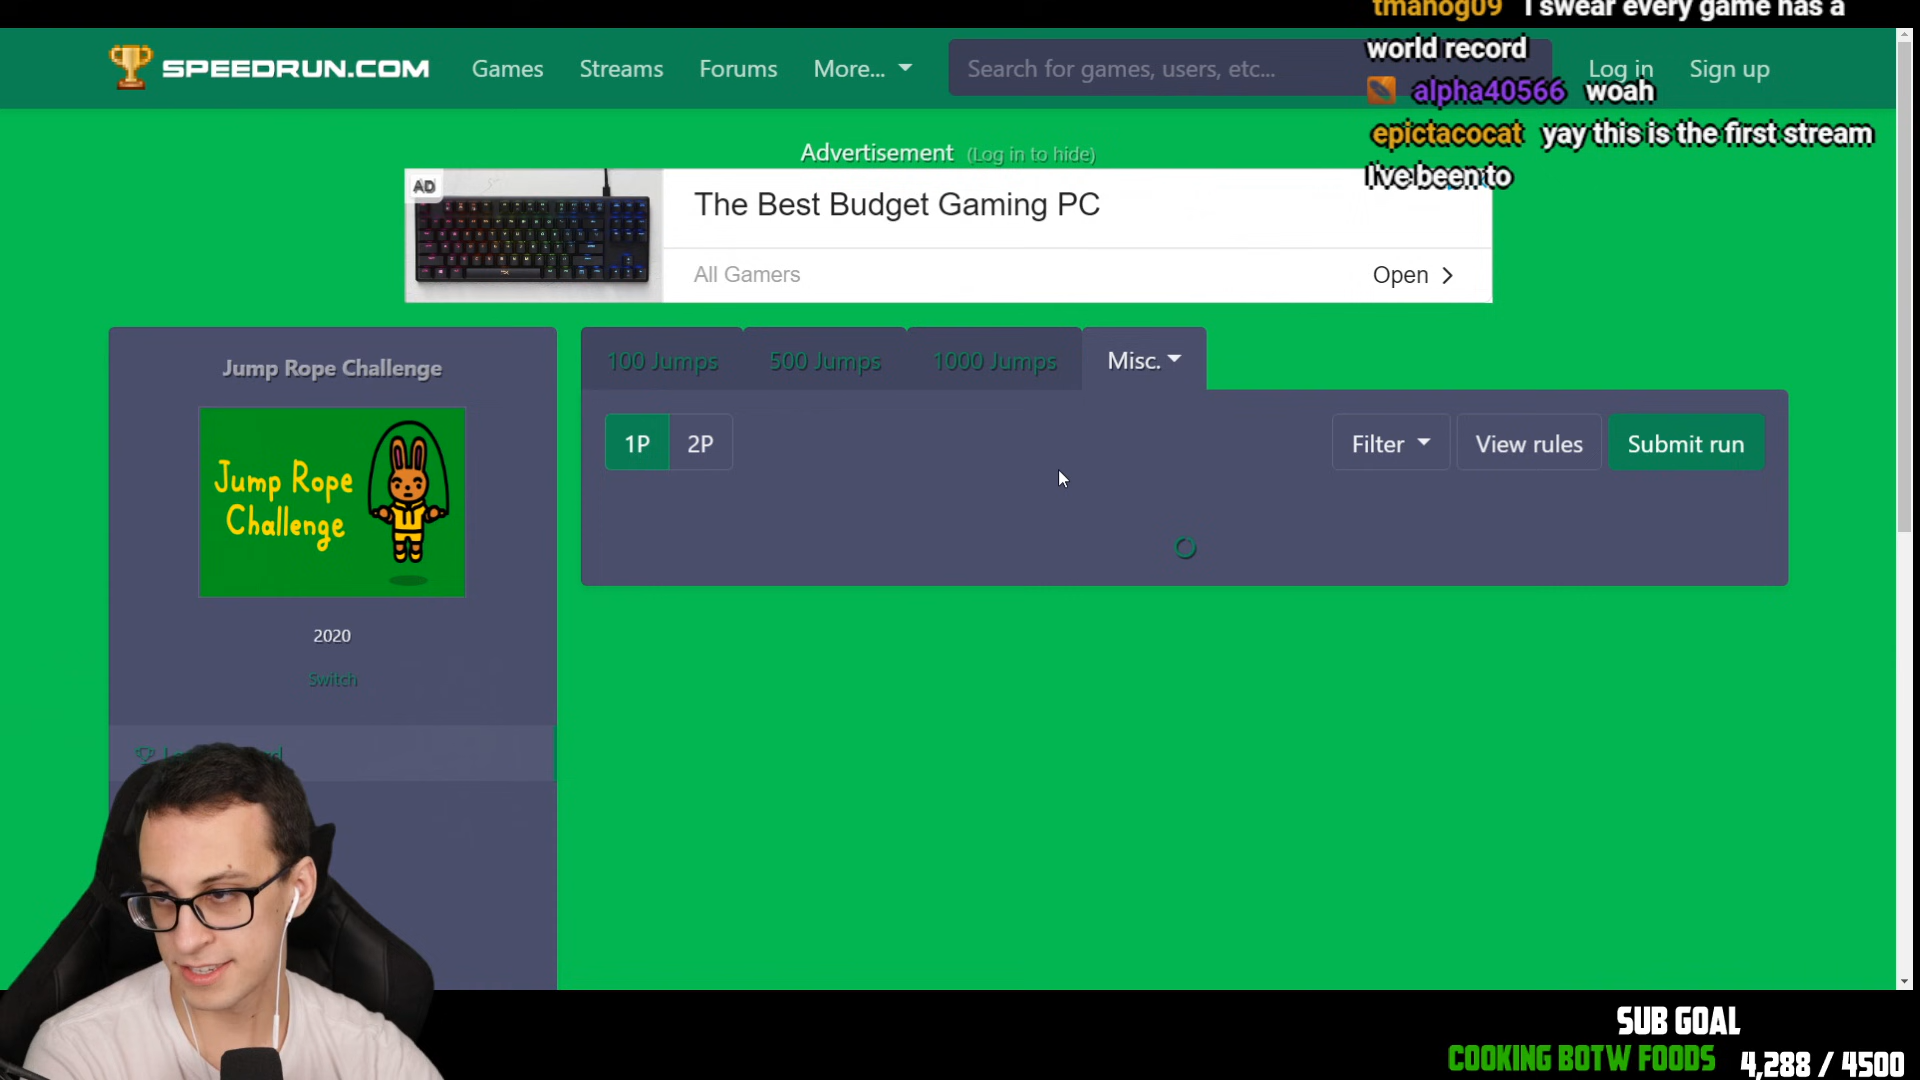 tmanog09 I swear every game has a
world record
alpha40566 woah
epictacocat yay this is the first stream
I've been to
SPEEDRUN.COM Games Streams Forums More... Search for games, users, etc... Log in Sign up
Advertisement (Log in to hide)
AD
The Best Budget Gaming PC
All Gamers
Open
Jump Rope Challenge
Jump Rope
Challenge
2020
Switch
100 Jumps 500 Jumps 1000 Jumps Misc.
1P 2P Filter View rules Submit run
SUB GOAL
COOKING BOTW FOODS 4,288 / 4500